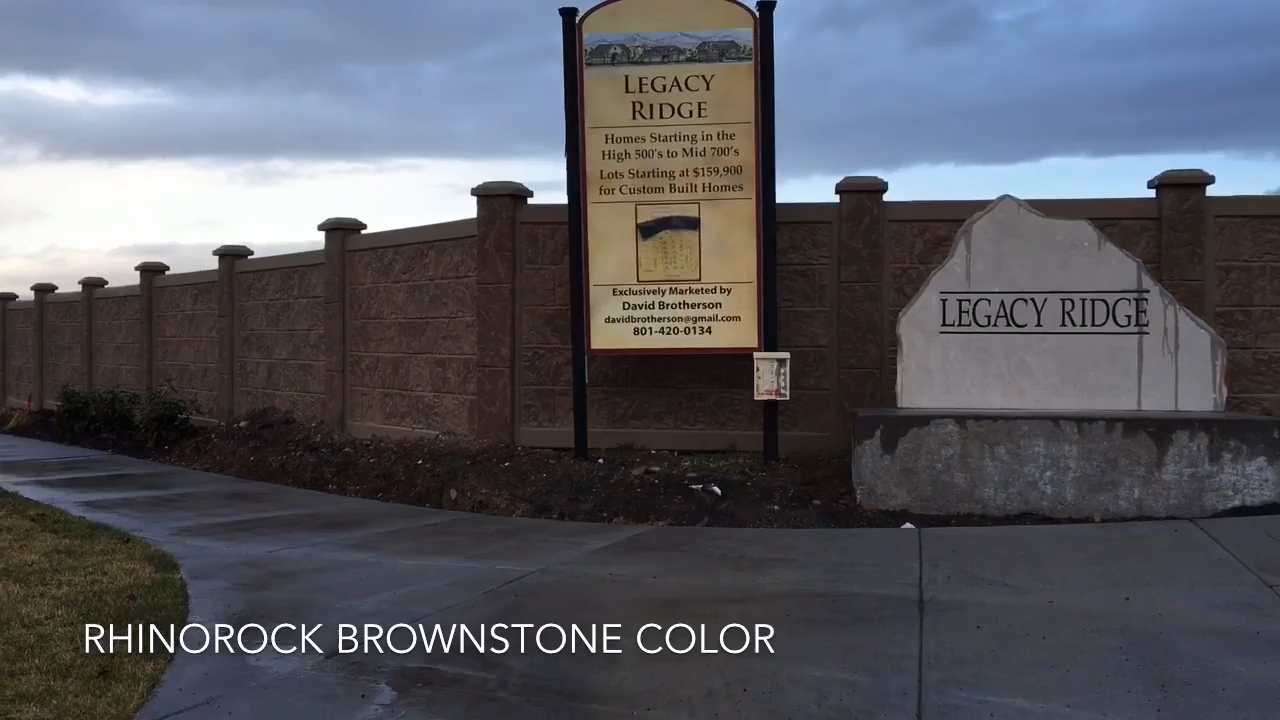 LEGACY
RIDGE
Homes Starting in the
High 500's to Mid 700's
Lots Starting at $159,900
for Custom Built Homes
Exclusively Marketed by
David Brotherson
davidbrotherson@gmail.com
801-420-0134
LEGACY RIDGE
RHINOROCK BROWNSTONE COLOR